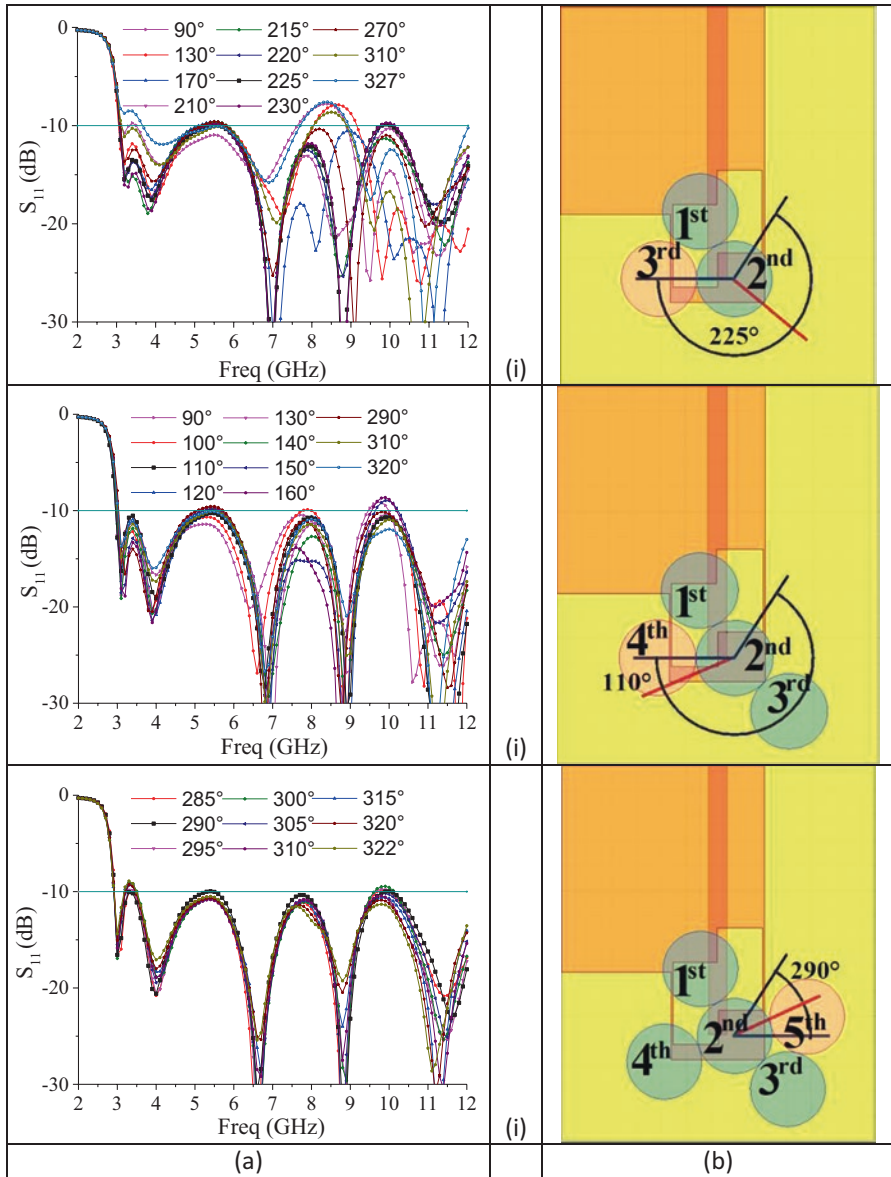 S11 (dB)
0
-10
-20
-30
90° 215° 270°
130° 220° 310°
170° 225° 327°
210° 230°
2 3 4 5 6 7 8 9 10 11 12
Freq (GHz)
(i)
1st
3rd
2nd
225°
S11 (dB)
0
-10
-20
-30
90° 130° 290°
100° 140° 310°
110° 150° 320°
120° 160°
2 3 4 5 6 7 8 9 10 11 12
Freq (GHz)
(i)
1st
4th
2nd
110°
3rd
S11 (dB)
0
-10
-20
-30
285° 300° 315°
290° 305° 320°
295° 310° 322°
2 3 4 5 6 7 8 9 10 11 12
Freq (GHz)
(i)
1st
290°
2nd
5th
4th
3rd
(a)
(b)